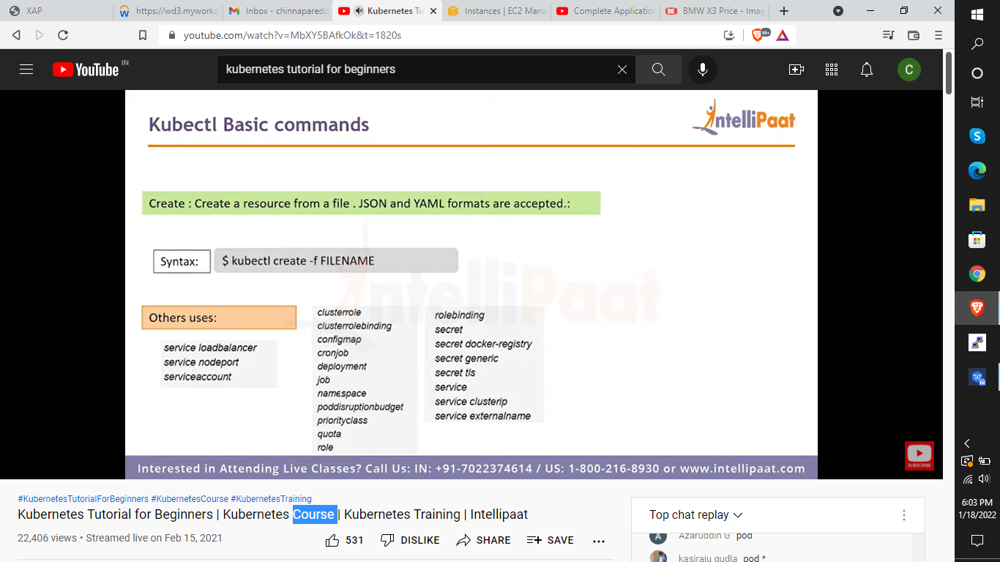 XAP
https://wd3.myworkd
Inbox - chinnapareddy
Kubernetes Tu
Instances | EC2 Mana
Complete Application
BMW X3 Price - Imag
youtube.com/watch?v=MbXY5BAfkOk&t=1820s
99+
YouTube IN
kubernetes tutorial for beginners
C
Kubectl Basic commands
IntelliPaat
Create : Create a resource from a file . JSON and YAML formats are accepted.:
Syntax:
$ kubectl create -f FILENAME
IntelliPaat
Others uses:
service loadbalancer
service nodeport
serviceaccount
clusterrole
clusterrolebinding
configmap
cronjob
deployment
job
namespace
poddisruptionbudget
priorityclass
quota
role
rolebinding
secret
secret docker-registry
secret generic
secret tls
service
service clusterip
service externalname
SUBSCRIBE
Interested in Attending Live Classes? Call Us: IN: +91-7022374614 / US: 1-800-216-8930 or www.intellipaat.com
#KubernetesTutorialForBeginners #KubernetesCourse #KubernetesTraining
Kubernetes Tutorial for Beginners | Kubernetes Course | Kubernetes Training | Intellipaat
22,406 views • Streamed live on Feb 15, 2021
531
DISLIKE
SHARE
SAVE
Top chat replay
A
Azaruddin G pod
kasiraju gudla pod *
6:03 PM
1/18/2022